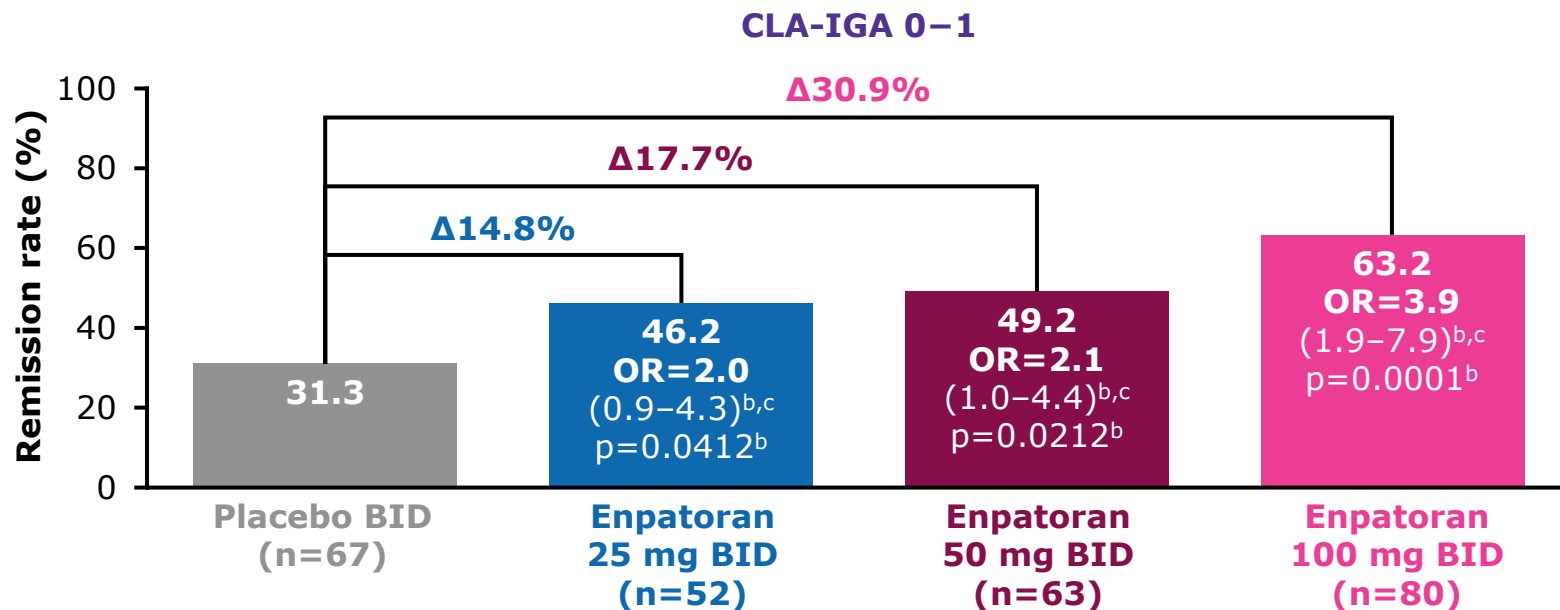 CLA-IGA 0−1
Remission rate (%)
100
80
60
40
20
0
Δ30.9%
Δ17.7%
Δ14.8%
31.3
46.2
OR=2.0
(0.9–4.3)b,c
p=0.0412b
49.2
OR=2.1
(1.0–4.4)b,c
p=0.0212b
63.2
OR=3.9
(1.9–7.9)b,c
p=0.0001b
Placebo BID
(n=67)
Enpatoran
25 mg BID
(n=52)
Enpatoran
50 mg BID
(n=63)
Enpatoran
100 mg BID
(n=80)